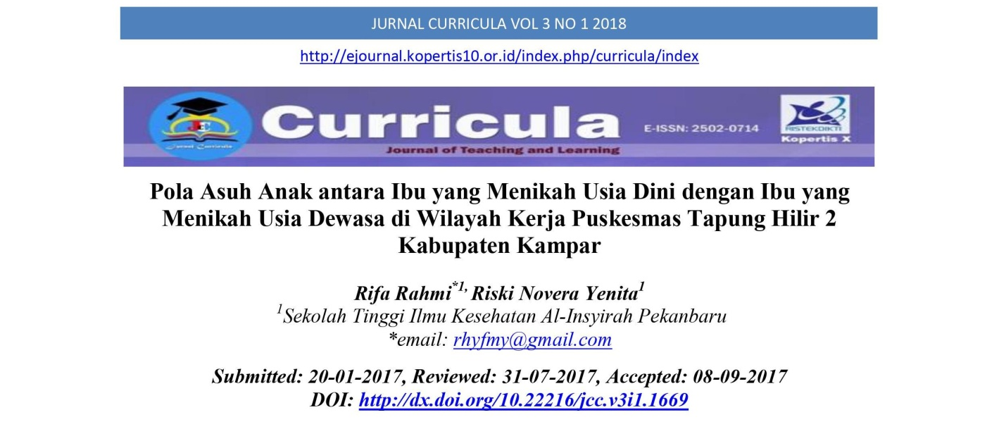 JURNAL CURRICULA VOL 3 NO 1 2018
http://ejournal.kopertis10.or.id/index.php/curricula/index
JCC
Jurnal Curricula
Curricula
Journal of Teaching and Learning
E-ISSN: 2502-0714
RISTEKDIKTI
Kopertis X
Pola Asuh Anak antara Ibu yang Menikah Usia Dini dengan Ibu yang
Menikah Usia Dewasa di Wilayah Kerja Puskesmas Tapung Hilir 2
Kabupaten Kampar
Rifa Rahmi*1, Riski Novera Yenita1
1Sekolah Tinggi Ilmu Kesehatan Al-Insyirah Pekanbaru
*email: rhyfmy@gmail.com
Submitted: 20-01-2017, Reviewed: 31-07-2017, Accepted: 08-09-2017
DOI: http://dx.doi.org/10.22216/jcc.v3i1.1669